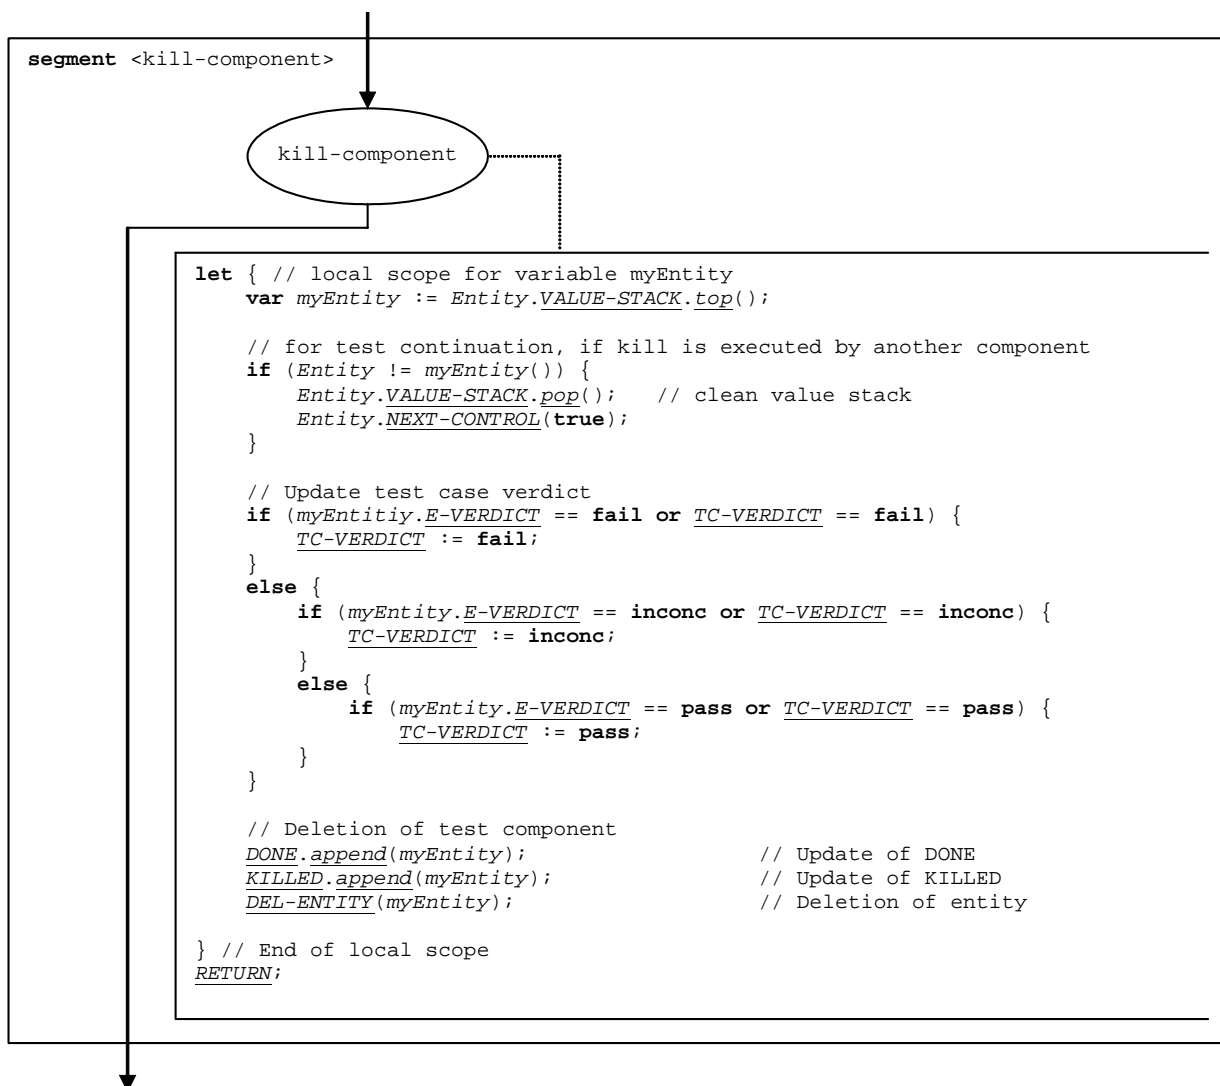 segment <kill-component>
kill-component
let { // local scope for variable myEntity
var myEntity := Entity.VALUE-STACK.top();
// for test continuation, if kill is executed by another component
if (Entity != myEntity()) {
Entity.VALUE-STACK.pop(); // clean value stack
Entity.NEXT-CONTROL(true);
}
// Update test case verdict
if (myEntitiy.E-VERDICT == fail or TC-VERDICT == fail) {
TC-VERDICT := fail;
}
else {
if (myEntity.E-VERDICT == inconc or TC-VERDICT == inconc) {
TC-VERDICT := inconc;
}
else {
if (myEntity.E-VERDICT == pass or TC-VERDICT == pass) {
TC-VERDICT := pass;
}
}
// Deletion of test component
DONE.append(myEntity); // Update of DONE
KILLED.append(myEntity); // Update of KILLED
DEL-ENTITY(myEntity); // Deletion of entity
} // End of local scope
RETURN;